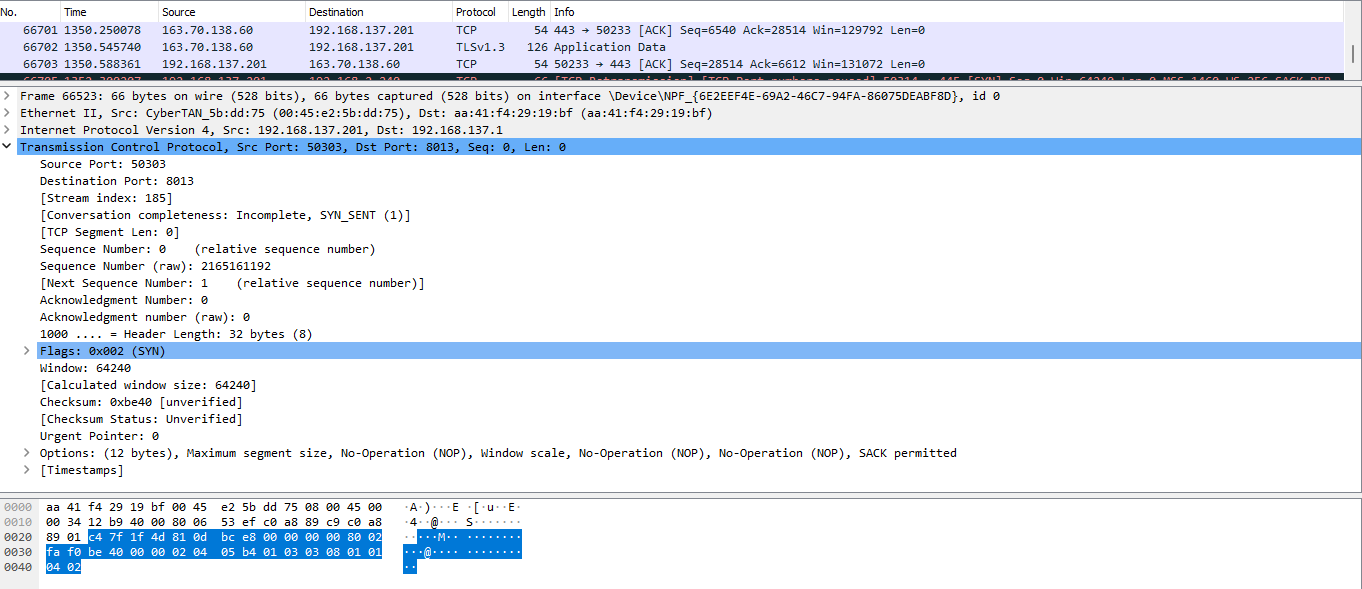 No. Time Source Destination Protocol Length Info
66701 1350.250078 163.70.138.60 192.168.137.201 TCP 54 443 → 50233 [ACK] Seq=6540 Ack=28514 Win=129792 Len=0
66702 1350.545740 163.70.138.60 192.168.137.201 TLSv1.3 126 Application Data
66703 1350.588361 192.168.137.201 163.70.138.60 TCP 54 50233 → 443 [ACK] Seq=28514 Ack=6612 Win=131072 Len=0
Frame 66523: 66 bytes on wire (528 bits), 66 bytes captured (528 bits) on interface \Device\NPF_{6E2EEF4E-69A2-46C7-94FA-86075DEABF8D}, id 0
Ethernet II, Src: CyberTAN_5b:dd:75 (00:45:e2:5b:dd:75), Dst: aa:41:f4:29:19:bf (aa:41:f4:29:19:bf)
Internet Protocol Version 4, Src: 192.168.137.201, Dst: 192.168.137.1
Transmission Control Protocol, Src Port: 50303, Dst Port: 8013, Seq: 0, Len: 0
Source Port: 50303
Destination Port: 8013
[Stream index: 185]
[Conversation completeness: Incomplete, SYN_SENT (1)]
[TCP Segment Len: 0]
Sequence Number: 0 (relative sequence number)
Sequence Number (raw): 2165161192
[Next Sequence Number: 1 (relative sequence number)]
Acknowledgment Number: 0
Acknowledgment number (raw): 0
1000 .... = Header Length: 32 bytes (8)
Flags: 0x002 (SYN)
Window: 64240
[Calculated window size: 64240]
Checksum: 0xbe40 [unverified]
[Checksum Status: Unverified]
Urgent Pointer: 0
Options: (12 bytes), Maximum segment size, No-Operation (NOP), Window scale, No-Operation (NOP), No-Operation (NOP), SACK permitted
[Timestamps]
0000 aa 41 f4 29 19 bf 00 45 e2 5b dd 75 08 00 45 00 ·A·)···E ·[·u··E·
0010 00 34 12 b9 40 00 80 06 53 ef c0 a8 89 c9 c0 a8 ·4··@··· S·······
0020 89 01 c4 7f 1f 4d 81 0d bc e8 00 00 00 00 80 02 ·····M·· ········
0030 fa f0 be 40 00 00 02 04 05 b4 01 03 03 08 01 01 ···@···· ········
0040 04 02 ··